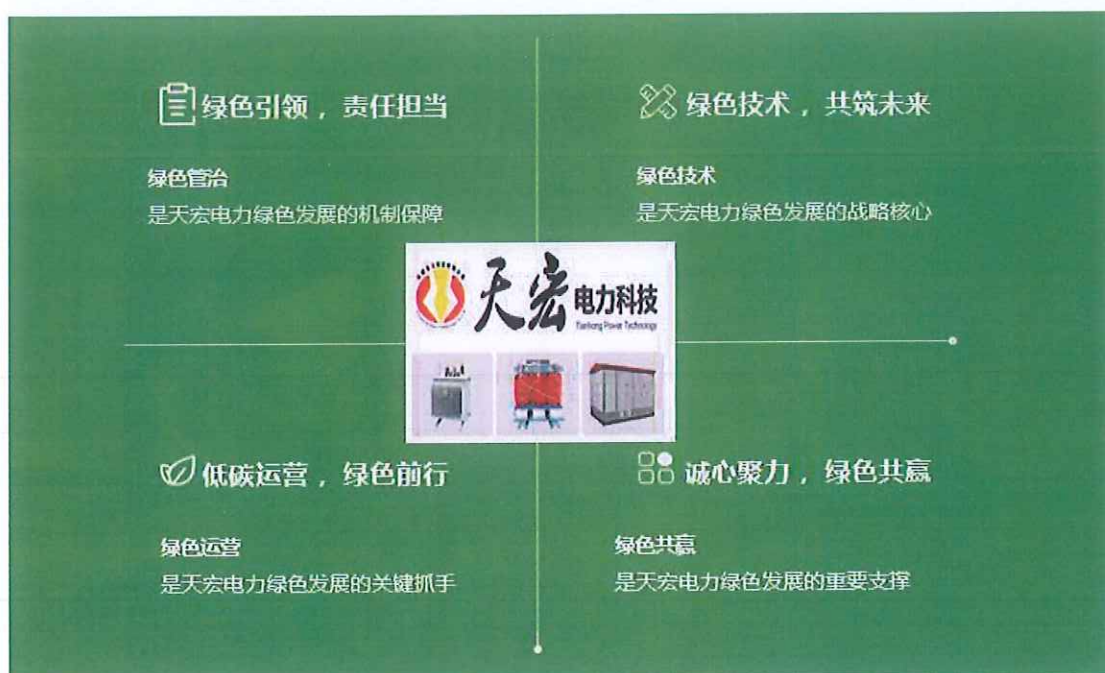 绿色引领，责任担当
绿色管治
是天宏电力绿色发展的机制保障
绿色技术，共筑未来
绿色技术
是天宏电力绿色发展的战略核心
天宏电力科技
Tianhong Power Technology
低碳运营，绿色前行
绿色运营
是天宏电力绿色发展的关键抓手
诚心聚力，绿色共赢
绿色共赢
是天宏电力绿色发展的重要支撑